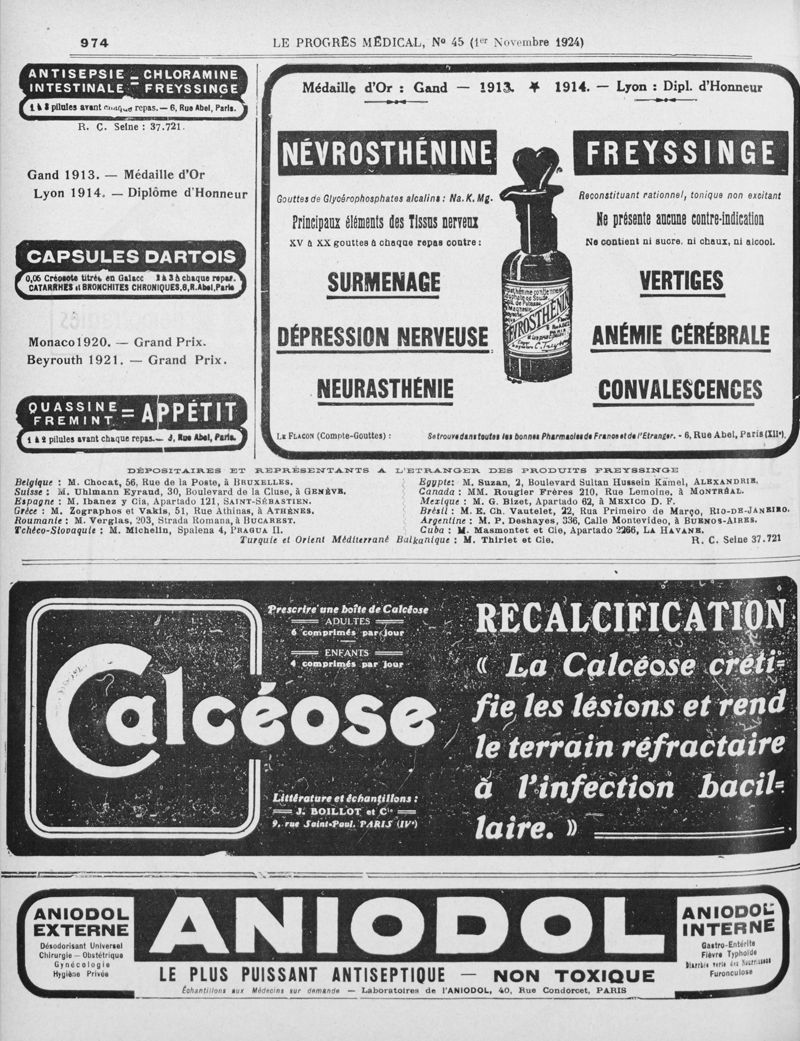 974
LE PROGRÈS MÉDICAL, No 45 (1er Novembre 1924)
ANTISEPSIE = CHLORAMINE
INTESTINALE = FREYSSINGE
1 à 3 pilules avant chaque repas. — 6, Rue Abel, Paris.
R. C. Seine : 37.721.
Gand 1913. — Médaille d'Or
Lyon 1914. — Diplôme d'Honneur
CAPSULES DARTOIS
0,05 Créosote titrée en Gaïacol 2 à 3 à chaque repas.
CATARRHES et BRONCHITES CHRONIQUES, 6, R. Abel, Paris
Monaco 1920. — Grand Prix.
Beyrouth 1921. — Grand Prix.
QUASSINE
FREMINT = APPÉTIT
1 à 2 pilules avant chaque repas. — 6, Rue Abel, Paris.
Médaille d'Or : Gand — 1913. ★ 1914. — Lyon : Dipl. d'Honneur
NÉVROSTHÉNINE FREYSSINGE
Gouttes de Glycérophosphates alcalins : Na. K. Mg.
Principaux éléments des Tissus nerveux
XV à XX gouttes à chaque repas contre :
SURMENAGE
DÉPRESSION NERVEUSE
NEURASTHÉNIE
Reconstituant rationnel, tonique non excitant
Ne présente aucune contre-indication
Ne contient ni sucre, ni chaux, ni alcool.
VERTIGES
ANÉMIE CÉRÉBRALE
CONVALESCENCES
LE FLACON (Compte-Gouttes) : Se trouve dans toutes les bonnes Pharmacies de France et de l'Étranger. - 6, Rue Abel, Paris (XIIe).
DÉPOSITAIRES ET REPRÉSENTANTS A L'ETRANGER DES PRODUITS FREYSSINGE
Belgique : M. Chocat, 56, Rue de la Poste, à BRUXELLES.
Suisse : M. Uhlmann Eyraud, 30, Boulevard de la Cluse, à GENÈVE.
Espagne : M. Ibanez y Cia, Apartado 121, SAINT-SÉBASTIEN.
Grèce : M. Zographos et Vakis, 51, Rue Athinas, à ATHÈNES.
Roumanie : M. Verglas, 203, Strada Romana, à BUCAREST.
Tchéco-Slovaquie : M. Michelin, Spalena 4, PRAGUA II.
Egypte : M. Suzan, 2, Boulevard Sultan Hussein Kamel, ALEXANDRIE.
Canada : MM. Rougier Frères 210, Rue Lemoine, à MONTRÉAL.
Mexique : M. G. Bizet, Apartado 62, à MEXICO D. F.
Brésil : M. E. Ch. Vautelet, 22, Rua Primeiro de Março, RIO-DE-JANEIRO.
Argentine : M. P. Deshayes, 336, Calle Montevideo, à BUENOS-AIRES.
Cuba : M. Masmontet et Cie, Apartado 2266, LA HAVANE.
Turquie et Orient Méditerrané Balkanique : M. Thiriet et Cie. R. C. Seine 37.721
Calcéose
Prescrire une boîte de Calcéose
ADULTES
6 comprimés par jour
ENFANTS
4 comprimés par jour
Littérature et échantillons :
J. BOILLOT et Cie
9, rue Saint-Paul. PARIS (IVe)
RECALCIFICATION
« La Calcéose créti=
fie les lésions et rend
le terrain réfractaire
à l'infection bacil=
laire. »
ANIODOL
EXTERNE
Désodorisant Universel
Chirurgie — Obstétrique
Gynécologie
Hygiène Privée
ANIODOL
LE PLUS PUISSANT ANTISEPTIQUE — NON TOXIQUE
Échantillons aux Médecins sur demande — Laboratoires de l'ANIODOL, 40, Rue Condorcet, PARIS
ANIODOL
INTERNE
Gastro-Entérite
Fièvre Typhoïde
Diarrhée verte des Nourrissons
Furonculose